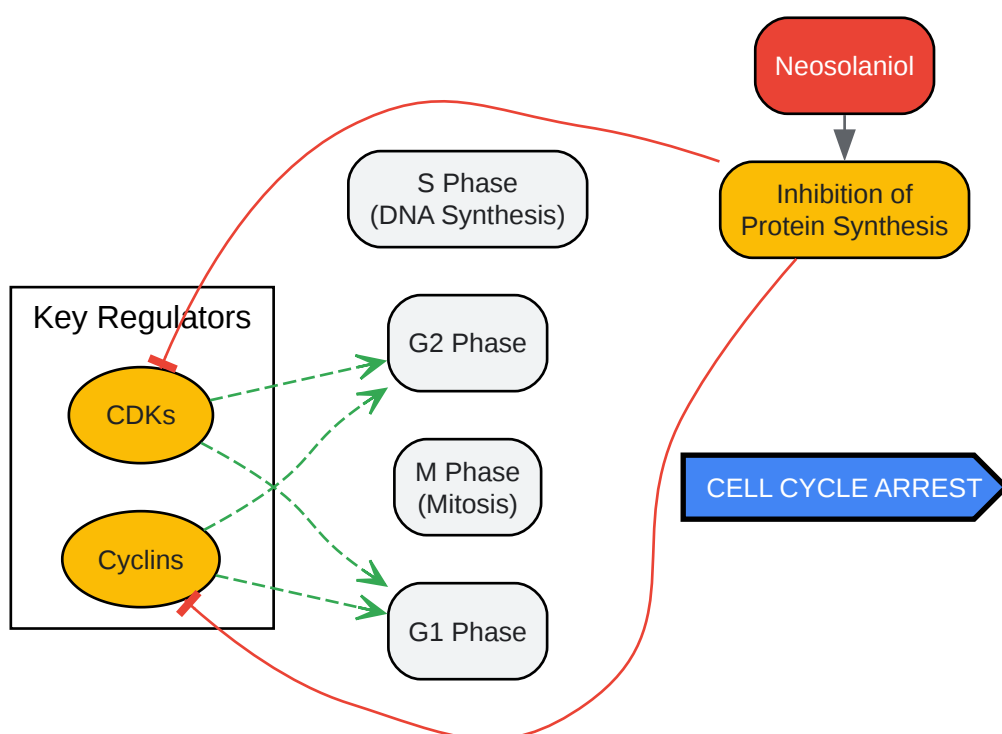 Neosolaniol
Inhibition of
Protein Synthesis
S Phase
(DNA Synthesis)
Key Regulators
G2 Phase
CDKs
M Phase
(Mitosis)
CELL CYCLE ARREST
Cyclins
G1 Phase